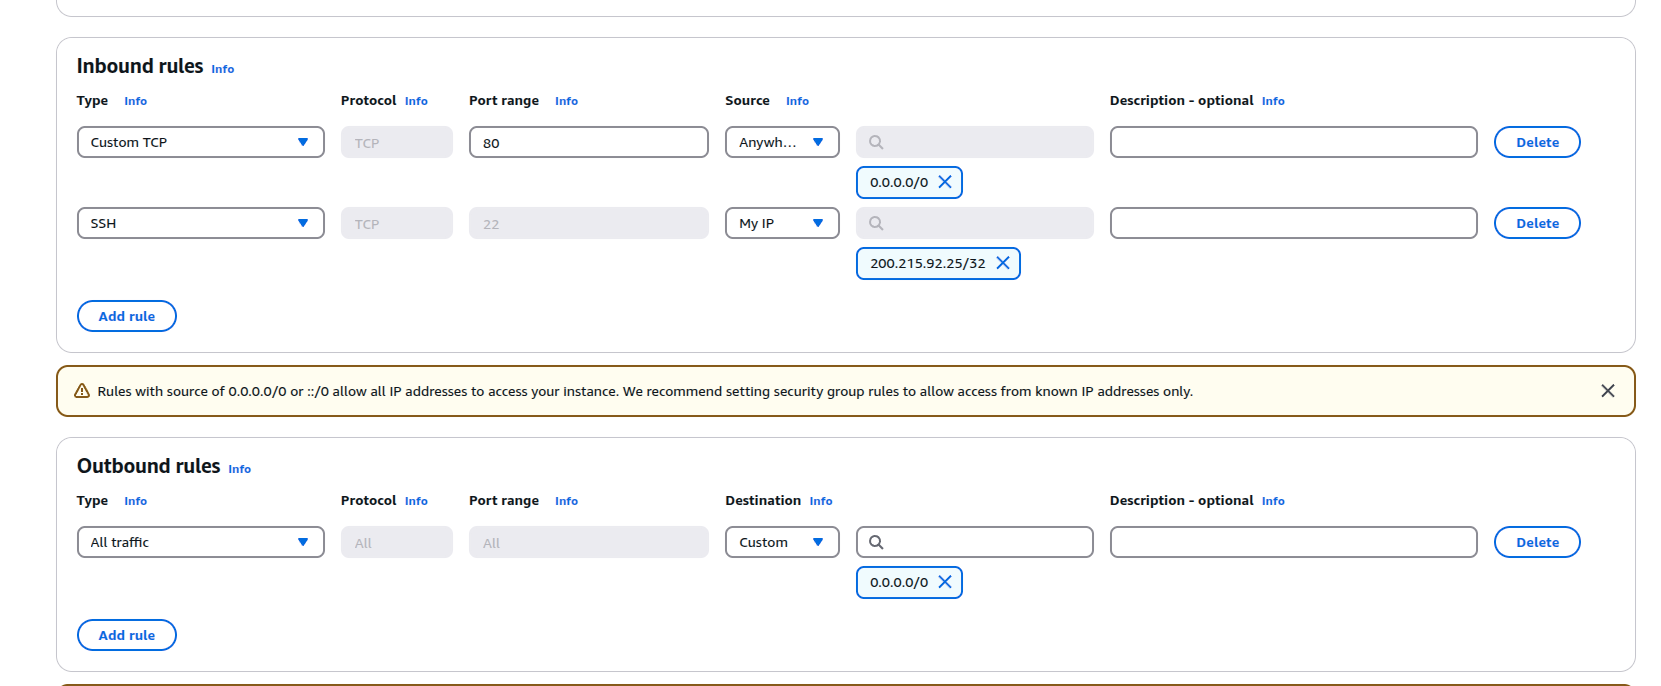 Inbound rules Info
Type Info Protocol Info Port range Info Source Info Description – optional Info
Custom TCP TCP 80 Anywh... Delete
0.0.0.0/0
SSH TCP 22 My IP Delete
200.215.92.25/32
Add rule
Rules with source of 0.0.0.0/0 or ::/0 allow all IP addresses to access your instance. We recommend setting security group rules to allow access from known IP addresses only.
Outbound rules Info
Type Info Protocol Info Port range Info Destination Info Description – optional Info
All traffic All All Custom Delete
0.0.0.0/0
Add rule